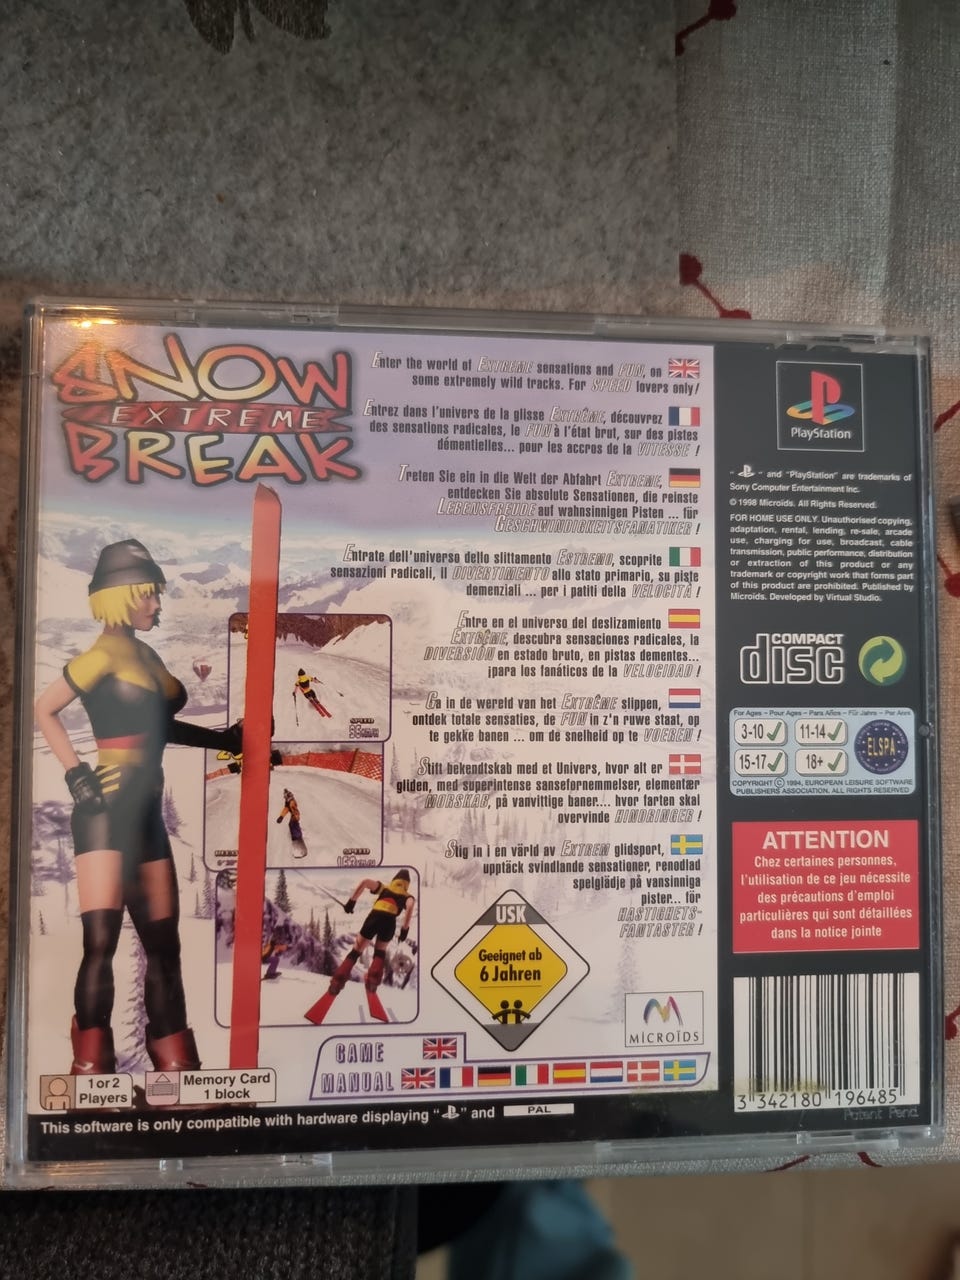 SNOW
EXTREME
BREAK
Enter the world of EXTREME sensations and FUN, on
some extremely wild tracks. For SPEED lovers only!
Entrez dans l'univers de la glisse EXTRÊME, découvrez
des sensations radicales, le FUN à l'état brut, sur des pistes
démentielles... pour les accros de la VITESSE !
Treten Sie ein in die Welt der Abfahrt EXTREME,
entdecken Sie absolute Sensationen, die reinste
LEBENSFREUDE auf wahnsinnigen Pisten ... für
GESCHWINDIGKEITSFANATIKER !
Entrate dell'universo dello slittamento ESTREMO, scoprite
sensazioni radicali, il DIVERTIMENTO allo stato primario, su piste
demenziali ... per i patiti della VELOCITÀ !
Entre en el universo del deslizamiento
EXTRÊME, descubra sensaciones radicales, la
DIVERSIÓN en estado bruto, en pistas dementes...
¡para los fanáticos de la VELOCIDAD !
Ga in de wereld van het EXTRÊME slippen,
ontdek totale sensaties, de FUN in z'n ruwe staat, op
te gekke banen ... om de snelheid op te VOEREN !
Stift bekendtskab med et Univers, hvor alt er
gliden, med superintense sansefornemmelser, elementær
MORSKAB, på vanvittige baner.... hvor farten skal
overvinde HINDRINGER !
Stig in i en värld av EXTREM glidsport,
upptäck svindlande sensationer, renodlad
spelglädje på vansinniga
pister... för
HASTIGHETS-
FANTASTER !
SPEED
USK
Geeignet ab
6 Jahren
MICROÏDS
GAME
MANUAL
1 or 2
Players
Memory Card
1 block
This software is only compatible with hardware displaying " " and PAL
PlayStation
" " and "PlayStation" are trademarks of
Sony Computer Entertainment Inc.
© 1998 Microïds. All Rights Reserved.
FOR HOME USE ONLY. Unauthorised copying,
adaptation, rental, lending, re-sale, arcade
use, charging for use, broadcast, cable
transmission, public performance, distribution
or extraction of this product or any
trademark or copyright work that forms part
of this product are prohibited. Published by
Microïds. Developed by Virtual Studio.
COMPACT
disc
For Ages - Pour Ages - Para Años - Für Jahre - Per Anni
3-10 11-14
15-17 18+
ELSPA
COPYRIGHT © 1994, EUROPEAN LEISURE SOFTWARE
PUBLISHERS ASSOCIATION. ALL RIGHTS RESERVED
ATTENTION
Chez certaines personnes,
l'utilisation de ce jeu nécessite
des précautions d'emploi
particulières qui sont détaillées
dans la notice jointe
3 342180 196485
Patent Pend.